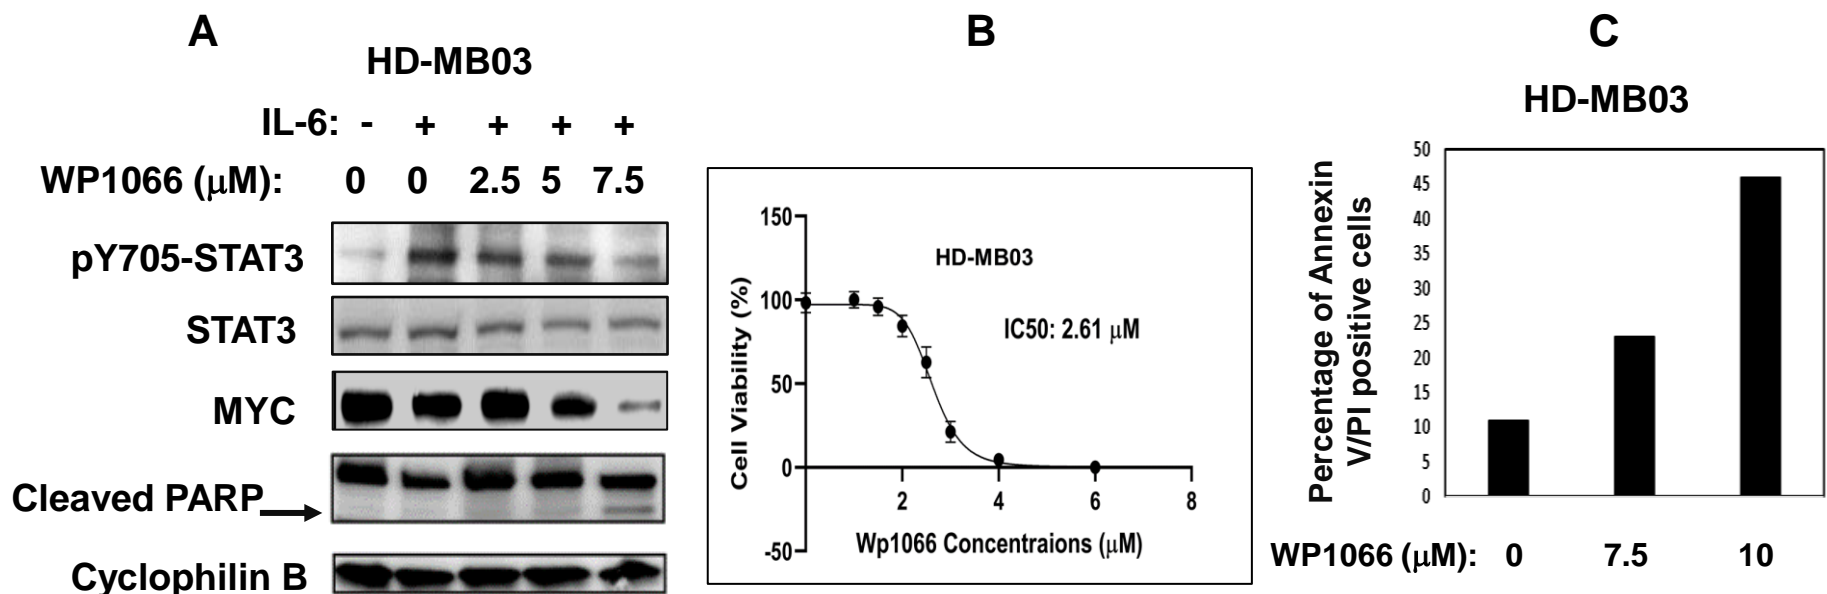 A
HD-MB03
IL-6: - + + + +
WP1066 (μM): 0 0 2.5 5 7.5
pY705-STAT3
STAT3
MYC
Cleaved PARP
Cyclophilin B
B
150
100
50
0
-50
Cell Viability (%)
HD-MB03
IC50: 2.61 μM
2 4 6 8
Wp1066 Concentraions (μM)
C
HD-MB03
Percentage of Annexin
V/PI positive cells
50
45
40
35
30
25
20
15
10
5
0
WP1066 (μM): 0 7.5 10